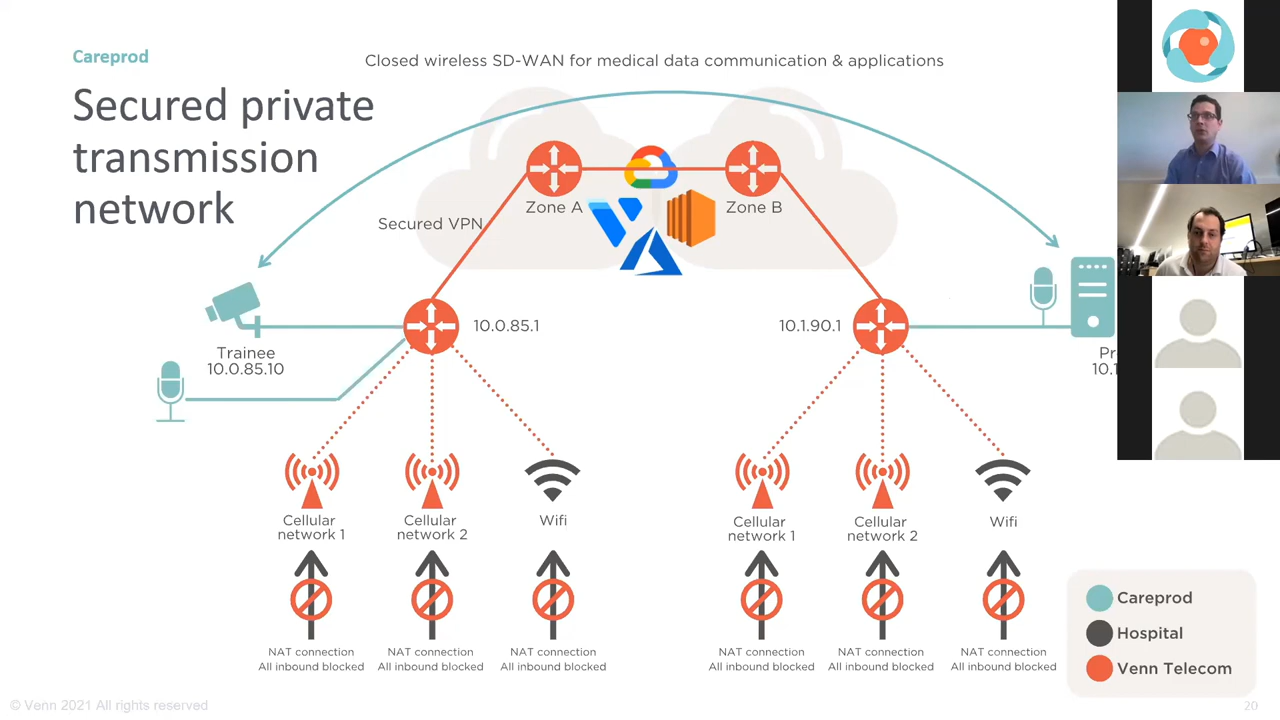 Careprod
Closed wireless SD-WAN for medical data communication & applications
Secured private
transmission
network
Zone A
Zone B
Secured VPN
10.0.85.1
10.1.90.1
Trainee
10.0.85.10
Pr
10.1
Cellular
network 1
Cellular
network 2
Wifi
Cellular
network 1
Cellular
network 2
Wifi
NAT connection
All inbound blocked
NAT connection
All inbound blocked
NAT connection
All inbound blocked
NAT connection
All inbound blocked
NAT connection
All inbound blocked
NAT connection
All inbound blocked
Careprod
Hospital
Venn Telecom
© Venn 2021 All rights reserved
20